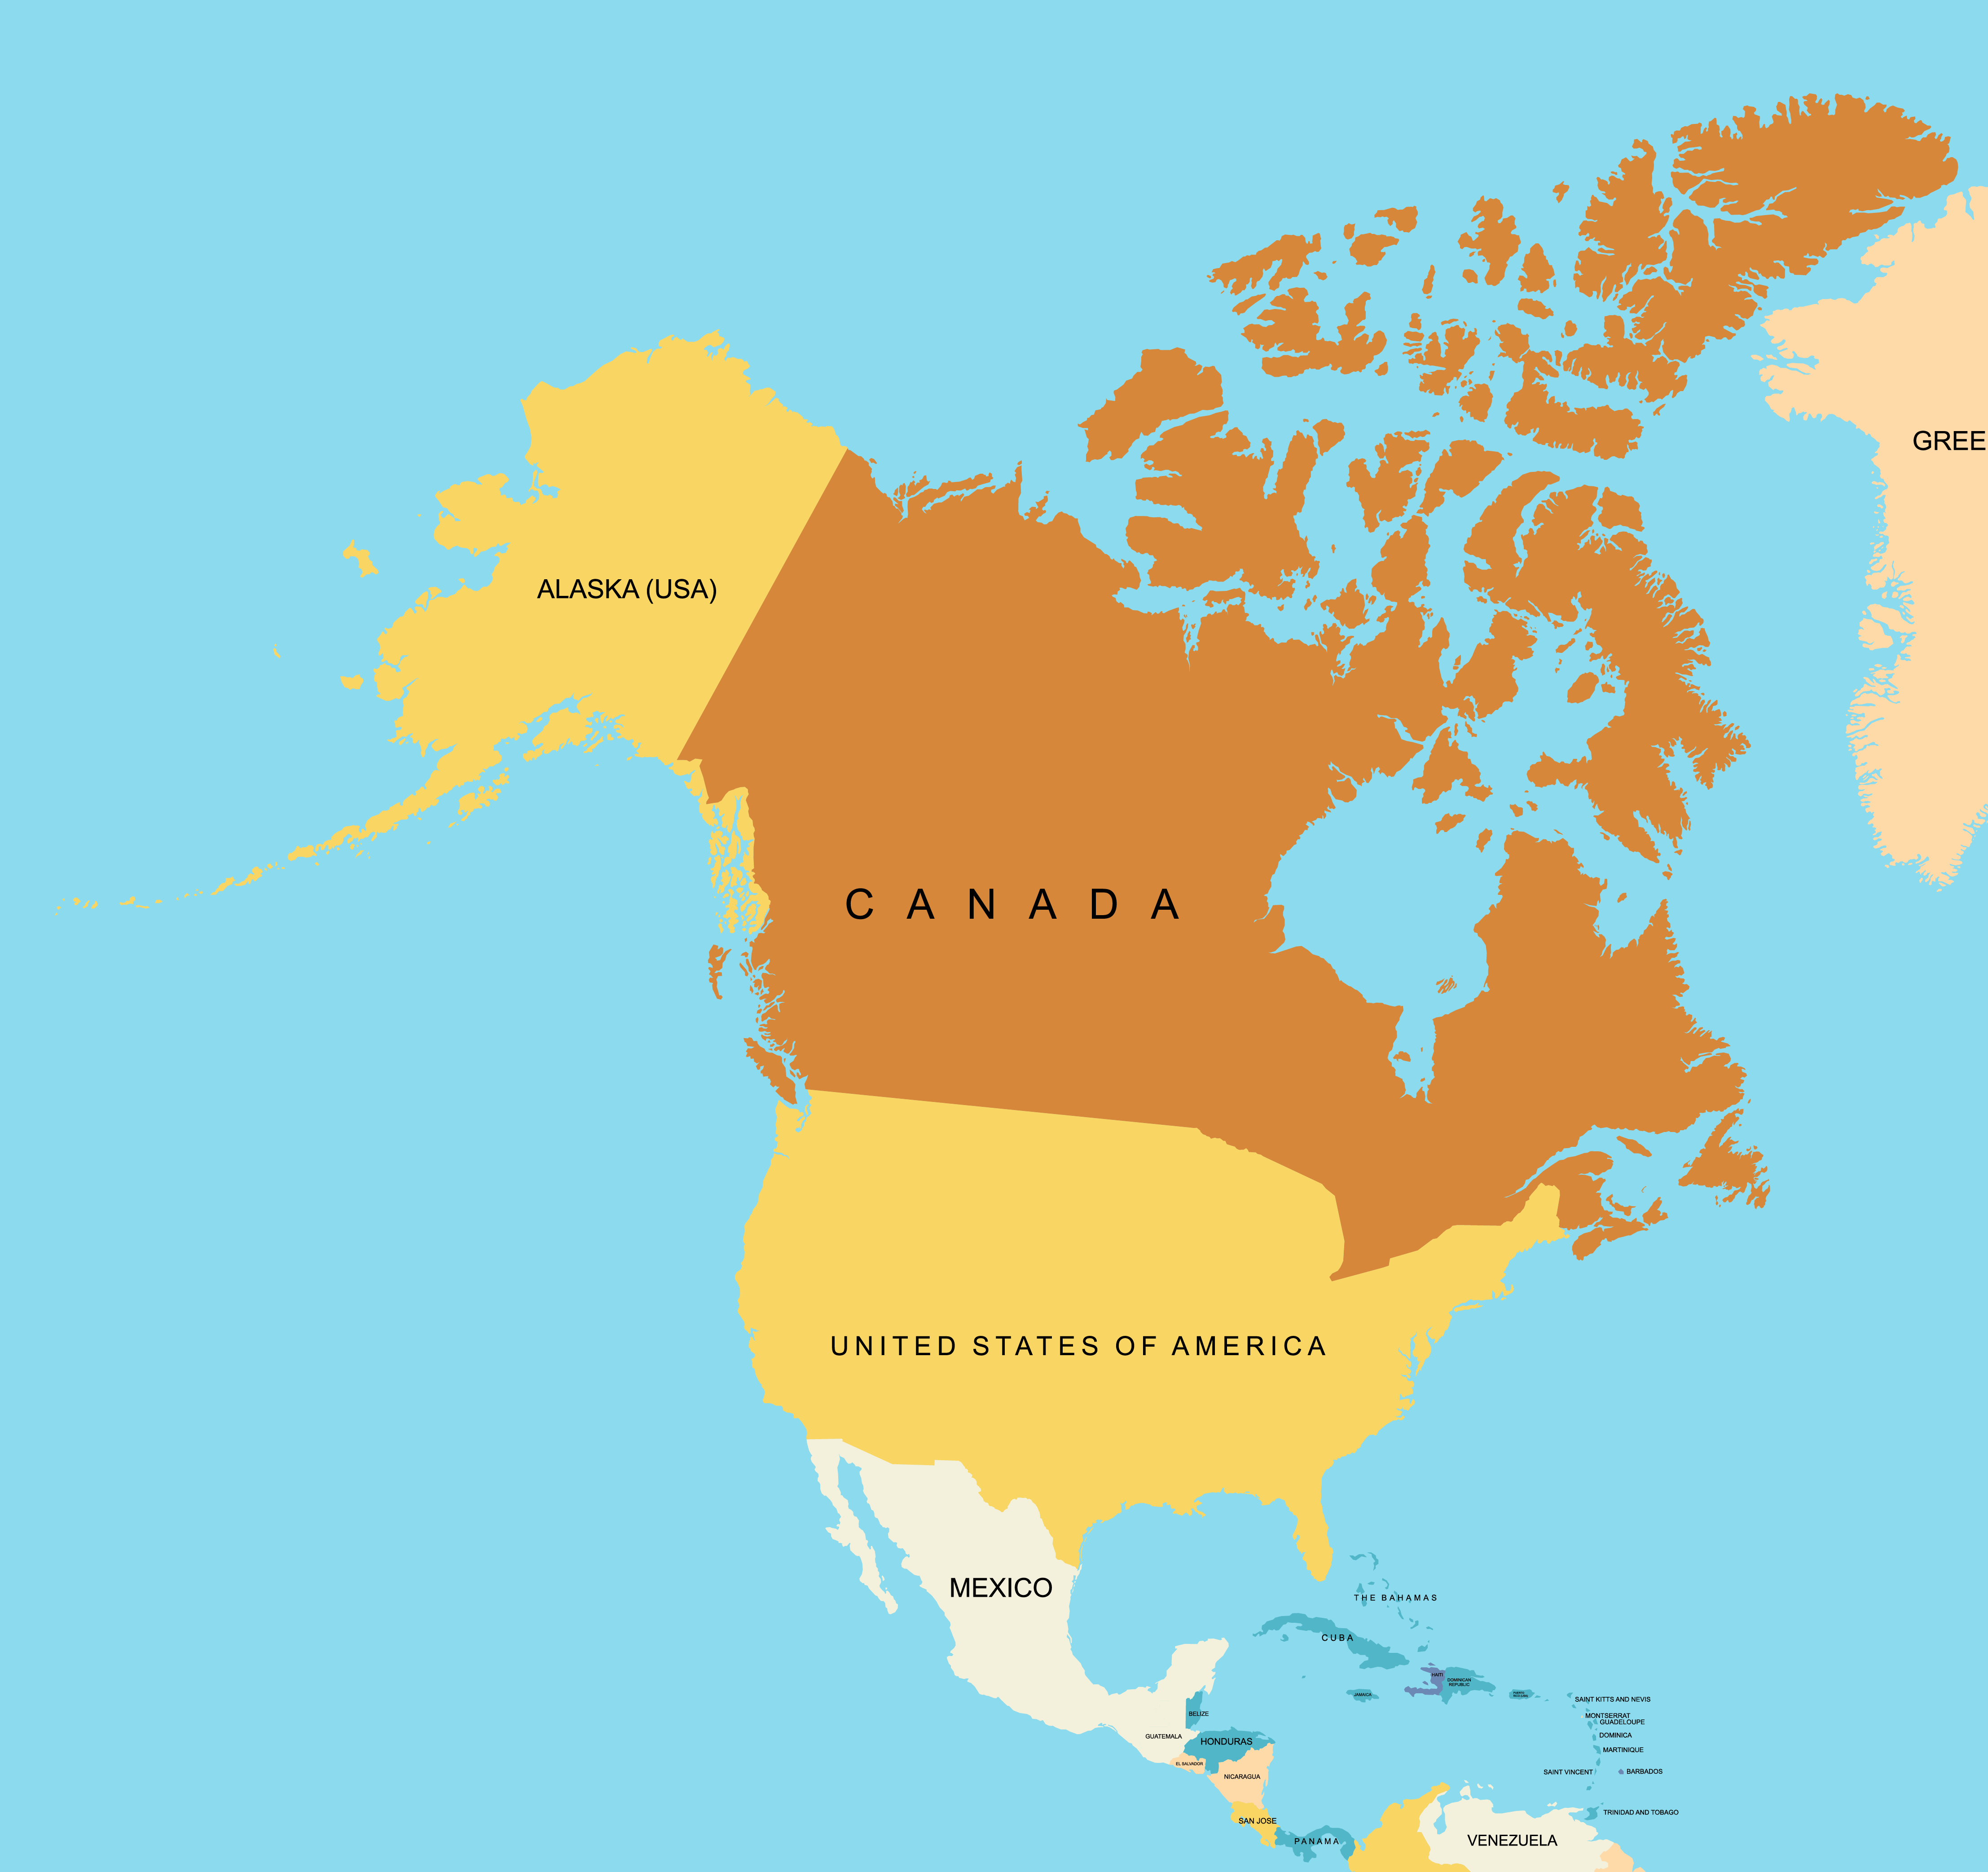 GREE
ALASKA (USA)
CANADA
UNITED STATES OF AMERICA
MEXICO
THE BAHAMAS
CUBA
HAITI
DOMINICAN
REPUBLIC
JAMAICA
SAINT KITTS AND NEVIS
BELIZE
MONTSERRAT
GUADELOUPE
GUATEMALA
DOMINICA
HONDURAS
MARTINIQUE
EL SALVADOR
SAINT VINCENT
BARBADOS
NICARAGUA
TRINIDAD AND TOBAGO
SAN JOSE
PANAMA
VENEZUELA